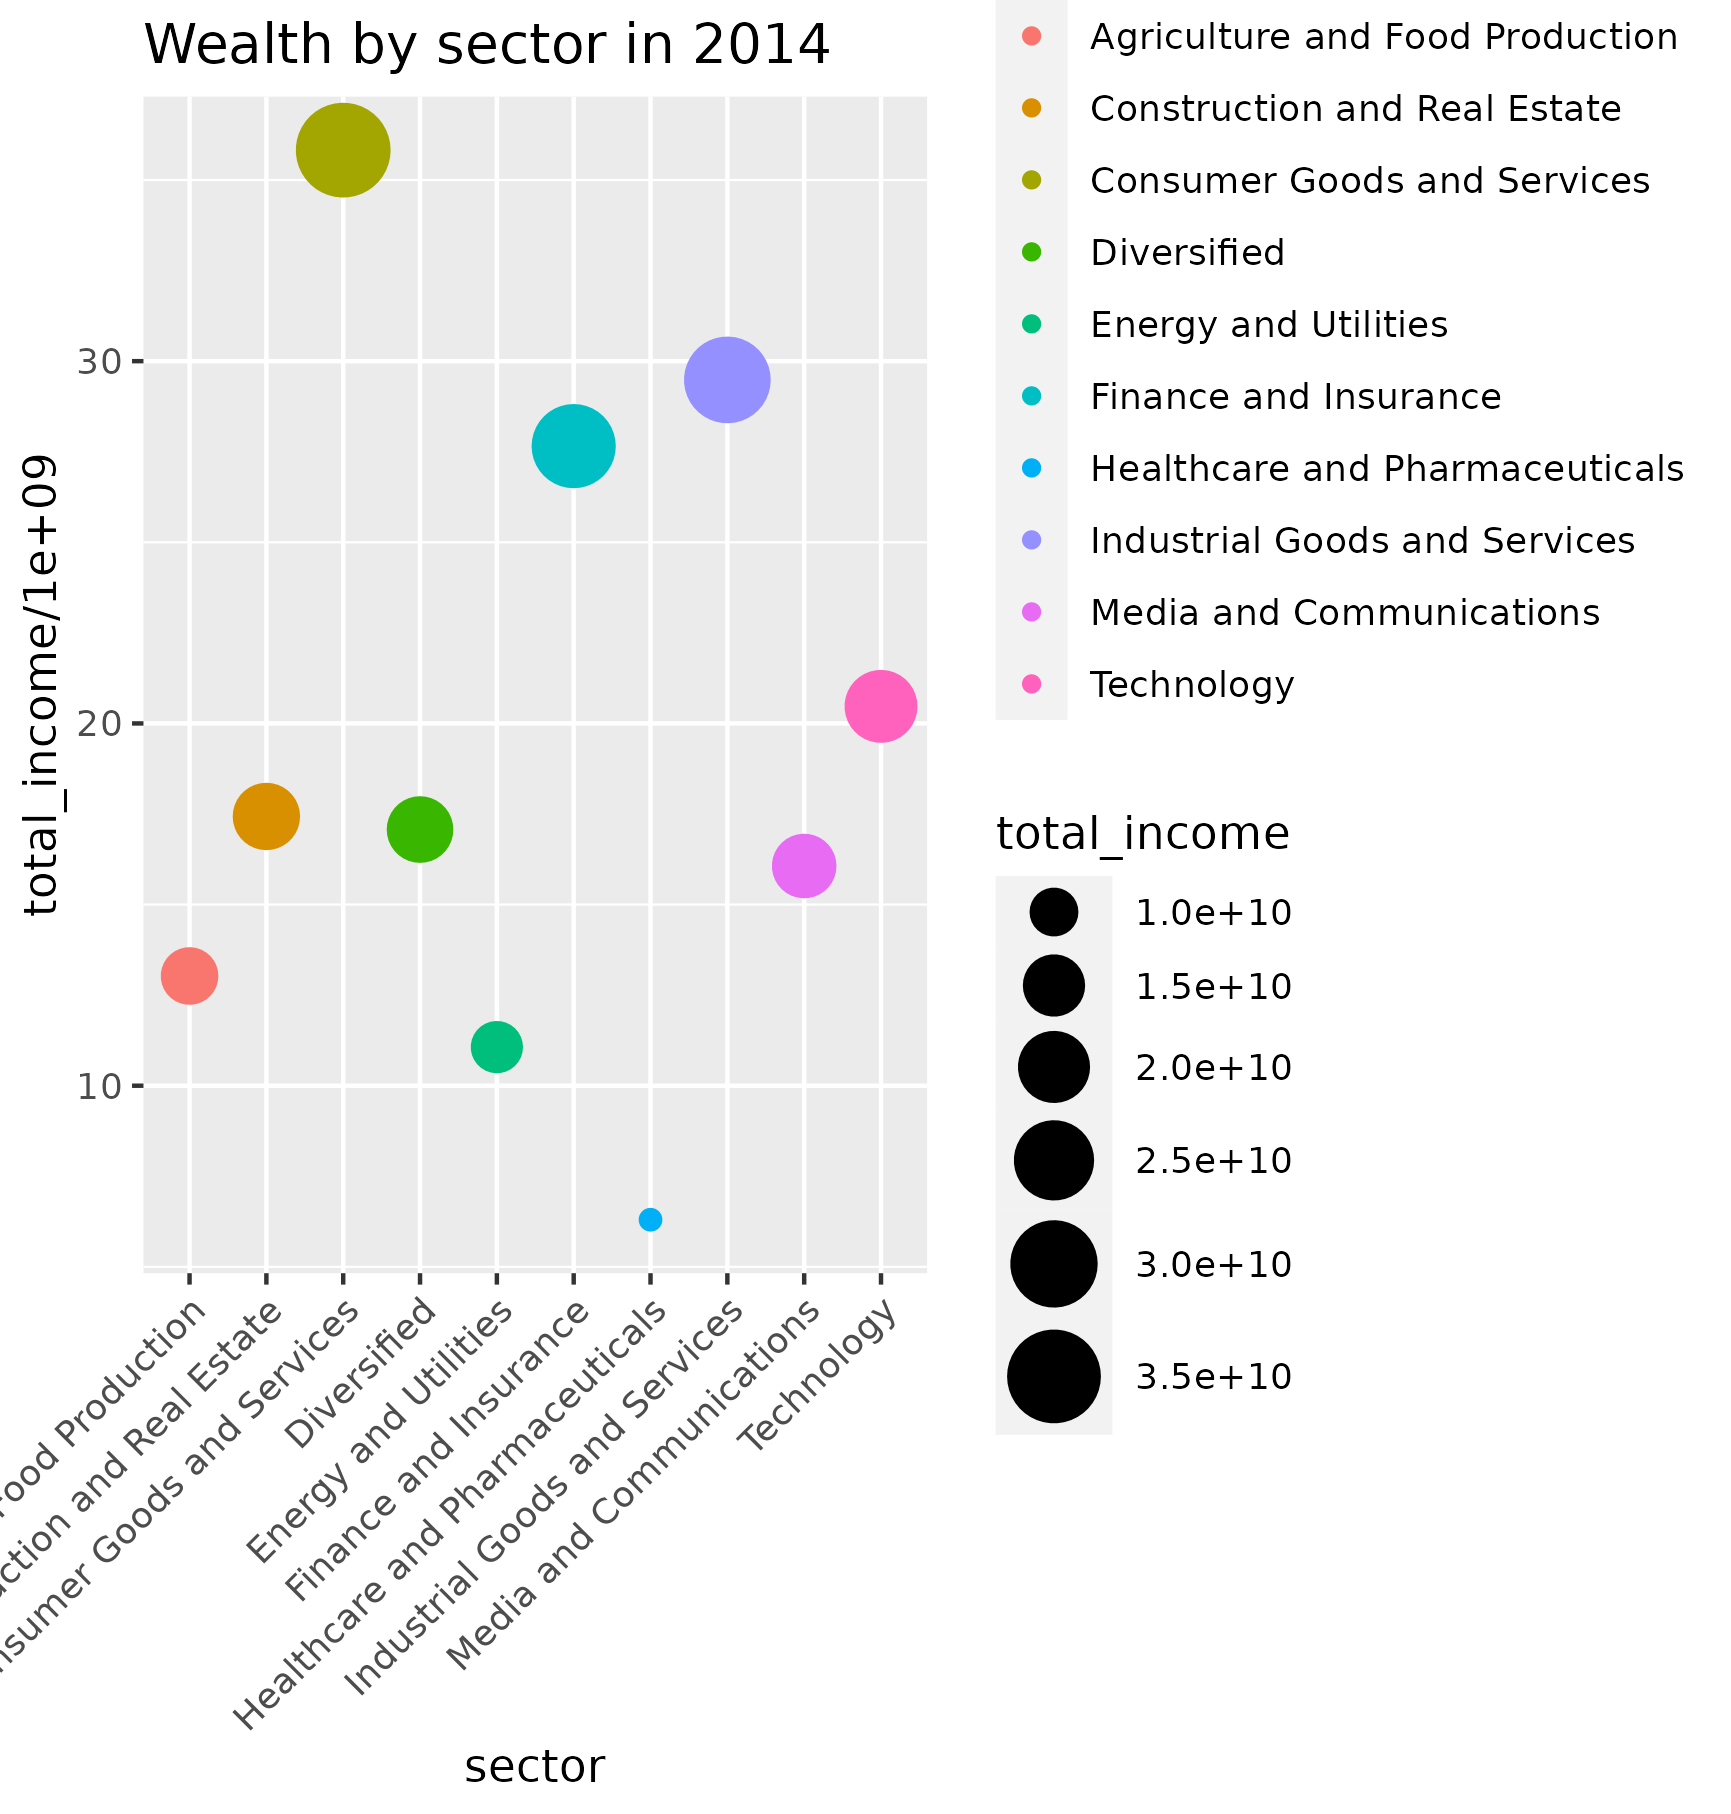 Wealth by sector in 2014
total_income/1e+09
30
20
10
Food Production
and Real Estate
Goods and Services
Diversified
Energy and Utilities
Finance and Insurance
Healthcare and Pharmaceuticals
Industrial Goods and Services
Media and Communications
Technology
sector
Agriculture and Food Production
Construction and Real Estate
Consumer Goods and Services
Diversified
Energy and Utilities
Finance and Insurance
Healthcare and Pharmaceuticals
Industrial Goods and Services
Media and Communications
Technology
total_income
1.0e+10
1.5e+10
2.0e+10
2.5e+10
3.0e+10
3.5e+10